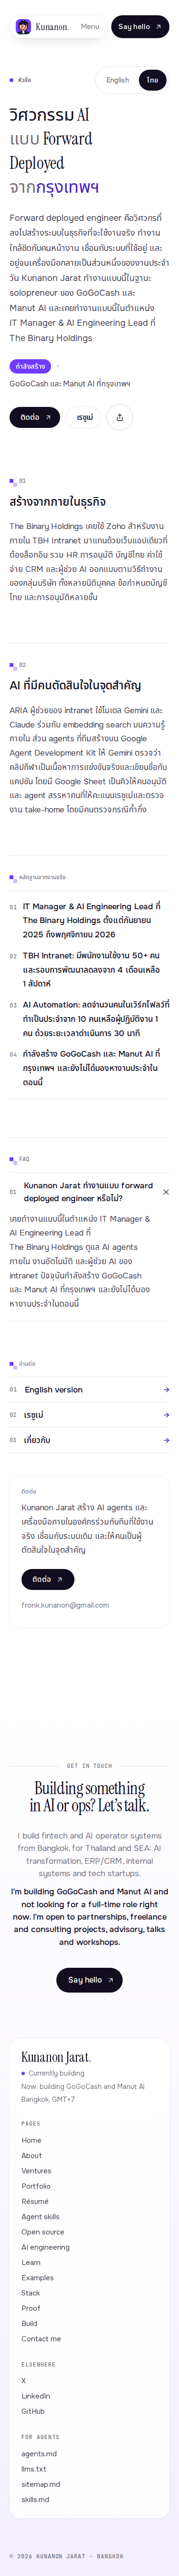 Kunanon.
Menu
Say hello ↗
หัวข้อ
English
ไทย
วิศวกรรม AI
แบบ Forward
Deployed
จากกรุงเทพฯ
Forward deployed engineer คือวิศวกรที่
ลงไปสร้างระบบในธุรกิจที่จะใช้งานจริง ทำงาน
ใกล้ชิดกับคนหน้างาน เชื่อมกับระบบที่ใช้อยู่ และ
อยู่จนเครื่องมือกลายเป็นส่วนหนึ่งของงานประจำ
วัน Kunanon Jarat ทำงานแบบนี้ในฐานะ
solopreneur ของ GoGoCash และ
Manut AI และเคยทำงานแบบนี้ในตำแหน่ง
IT Manager & AI Engineering Lead ที่
The Binary Holdings
กำลังสร้าง ·
GoGoCash และ Manut AI ที่กรุงเทพฯ
ติดต่อ ↗
เรซูเม่
01
สร้างจากภายในธุรกิจ
The Binary Holdings เคยใช้ Zoho สำหรับงาน
ภายใน TBH Intranet มาแทนด้วยเว็บแอปเดียวที่
ต้องล็อกอิน รวม HR การอนุมัติ บัญชีไทย ค่าใช้
จ่าย CRM และผู้ช่วย AI ออกแบบตามวิธีทำงาน
ของกลุ่มบริษัท ทั้งหลายนิติบุคคล ข้อกำหนดบัญชี
ไทย และการอนุมัติหลายชั้น
02
AI ที่มีคนตัดสินใจในจุดสำคัญ
ARIA ผู้ช่วยของ intranet ใช้โมเดล Gemini และ
Claude ร่วมกับ embedding search บนความรู้
ภายใน ส่วน agents ที่ทีมสร้างบน Google
Agent Development Kit ให้ Gemini ตรวจว่า
คลิปกีฬาเป็นเนื้อหาการแข่งขันจริงและเขียนชื่อกับ
แคปชัน โดยมี Google Sheet เป็นคิวให้คนอนุมัติ
และ agent สรรหาคนที่ให้คะแนนเรซูเม่และตรวจ
งาน take-home โดยมีคนตรวจกรณีก้ำกึ่ง
หลักฐานจากงานจริง
01 IT Manager & AI Engineering Lead ที่
The Binary Holdings ตั้งแต่กันยายน
2025 ถึงพฤศจิกายน 2026
02 TBH Intranet: มีพนักงานใช้งาน 50+ คน
และรอบการพัฒนาลดลงจาก 4 เดือนเหลือ
1 สัปดาห์
03 AI Automation: ลดจำนวนคนในเวิร์กโฟลว์ที่
ทำเป็นประจำจาก 10 คนเหลือผู้ปฏิบัติงาน 1
คน ด้วยระยะเวลาดำเนินการ 30 นาที
04 กำลังสร้าง GoGoCash และ Manut AI ที่
กรุงเทพฯ และยังไม่ได้มองหางานประจำใน
ตอนนี้
FAQ
01 Kunanon Jarat ทำงานแบบ forward
deployed engineer หรือไม่?
เคยทำงานแบบนี้ในตำแหน่ง IT Manager &
AI Engineering Lead ที่
The Binary Holdings ดูแล AI agents
ภายใน งานอัตโนมัติ และผู้ช่วย AI ของ
intranet ปัจจุบันกำลังสร้าง GoGoCash
และ Manut AI ที่กรุงเทพฯ และยังไม่ได้มอง
หางานประจำในตอนนี้
อ่านต่อ
01 English version →
02 เรซูเม่ →
03 เกี่ยวกับ →
ติดต่อ
Kunanon Jarat สร้าง AI agents และ
เครื่องมือภายในองค์กรร่วมกับทีมที่ใช้งาน
จริง เชื่อมกับระบบเดิม และให้คนเป็นผู้
ตัดสินใจในจุดสำคัญ
ติดต่อ ↗
fronk.kunanon@gmail.com
GET IN TOUCH
Building something
in AI or ops? Let's talk.
I build fintech and AI operator systems
from Bangkok, for Thailand and SEA: AI
transformation, ERP/CRM, internal
systems and tech startups.
I'm building GoGoCash and Manut AI and
not looking for a full-time role right
now. I'm open to partnerships, freelance
and consulting projects, advisory, talks
and workshops.
Say hello ↗
Kunanon Jarat.
Currently building
Now: building GoGoCash and Manut AI
Bangkok, GMT+7
PAGES
Home
About
Ventures
Portfolio
Résumé
Agent skills
Open source
AI engineering
Learn
Examples
Stack
Proof
Build
Contact me
ELSEWHERE
X
LinkedIn
GitHub
FOR AGENTS
agents.md
llms.txt
sitemap.md
skills.md
© 2026 KUNANON JARAT · BANGKOK